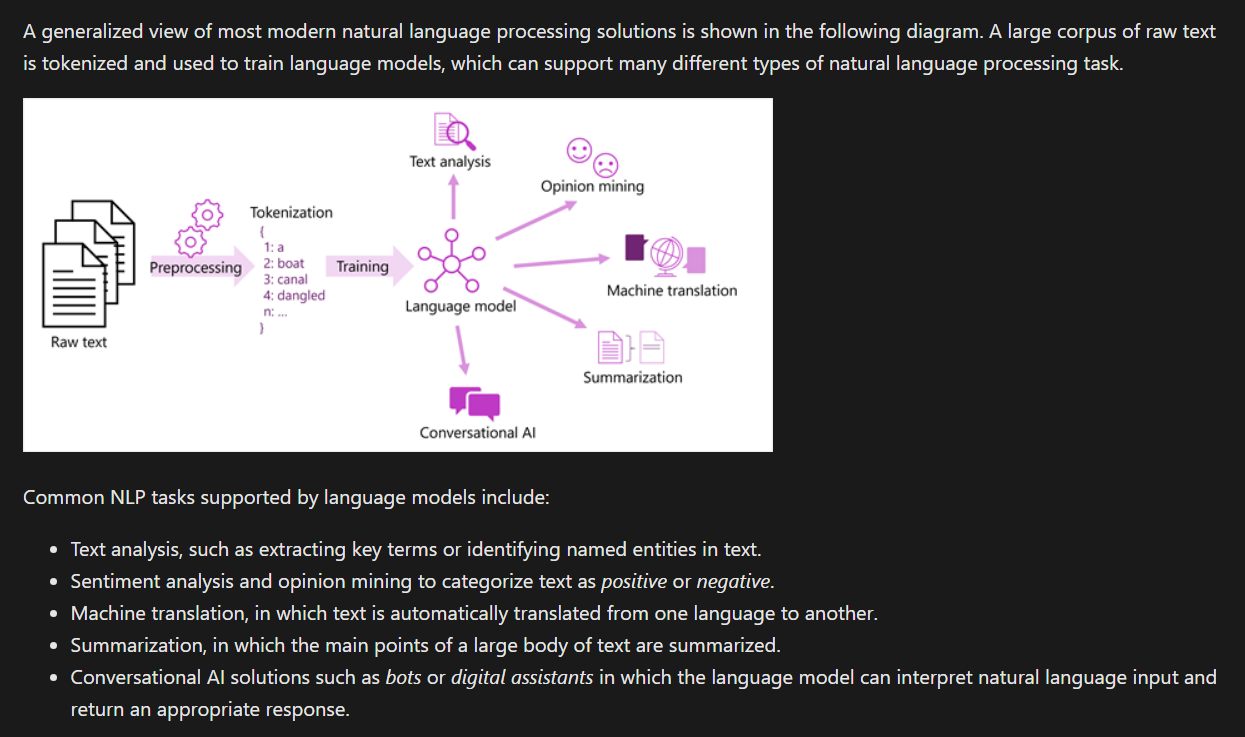 A generalized view of most modern natural language processing solutions is shown in the following diagram. A large corpus of raw text
is tokenized and used to train language models, which can support many different types of natural language processing task.
Text analysis
Opinion mining
Tokenization
{
1: a
2: boat
3: canal
4: dangled
n: ...
}
Preprocessing
Training
Machine translation
Language model
Raw text
Summarization
Conversational AI
Common NLP tasks supported by language models include:
• Text analysis, such as extracting key terms or identifying named entities in text.
• Sentiment analysis and opinion mining to categorize text as positive or negative.
• Machine translation, in which text is automatically translated from one language to another.
• Summarization, in which the main points of a large body of text are summarized.
• Conversational AI solutions such as bots or digital assistants in which the language model can interpret natural language input and
return an appropriate response.